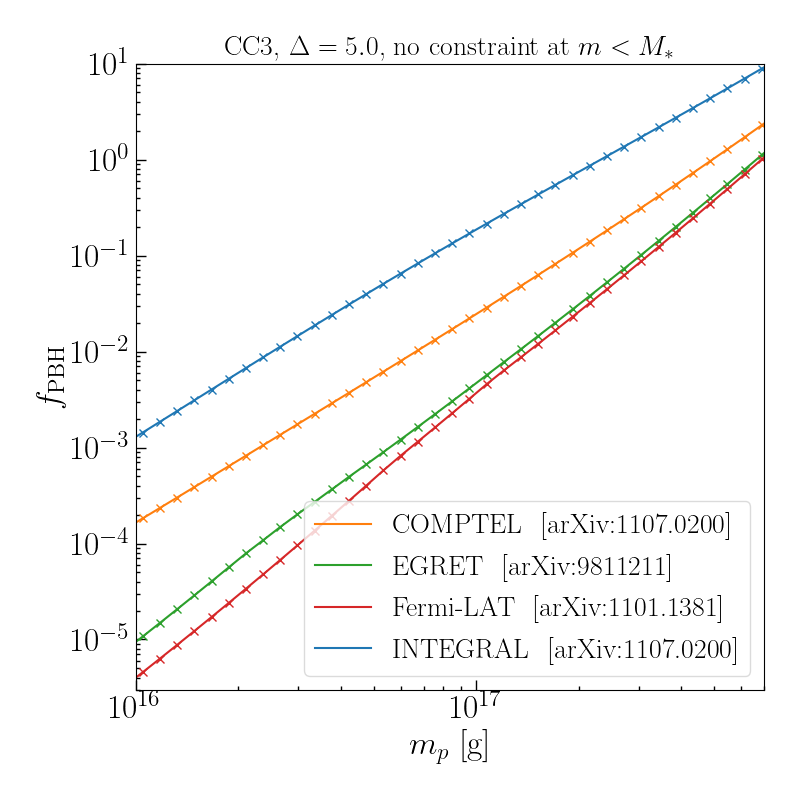 CC3, Δ = 5.0, no constraint at m < M∗
10¹
10⁰
10⁻¹
10⁻²
10⁻³
10⁻⁴
10⁻⁵
f_PBH
COMPTEL [arXiv:1107.0200]
EGRET [arXiv:9811211]
Fermi-LAT [arXiv:1101.1381]
INTEGRAL [arXiv:1107.0200]
10¹⁶ 10¹⁷
m_p [g]